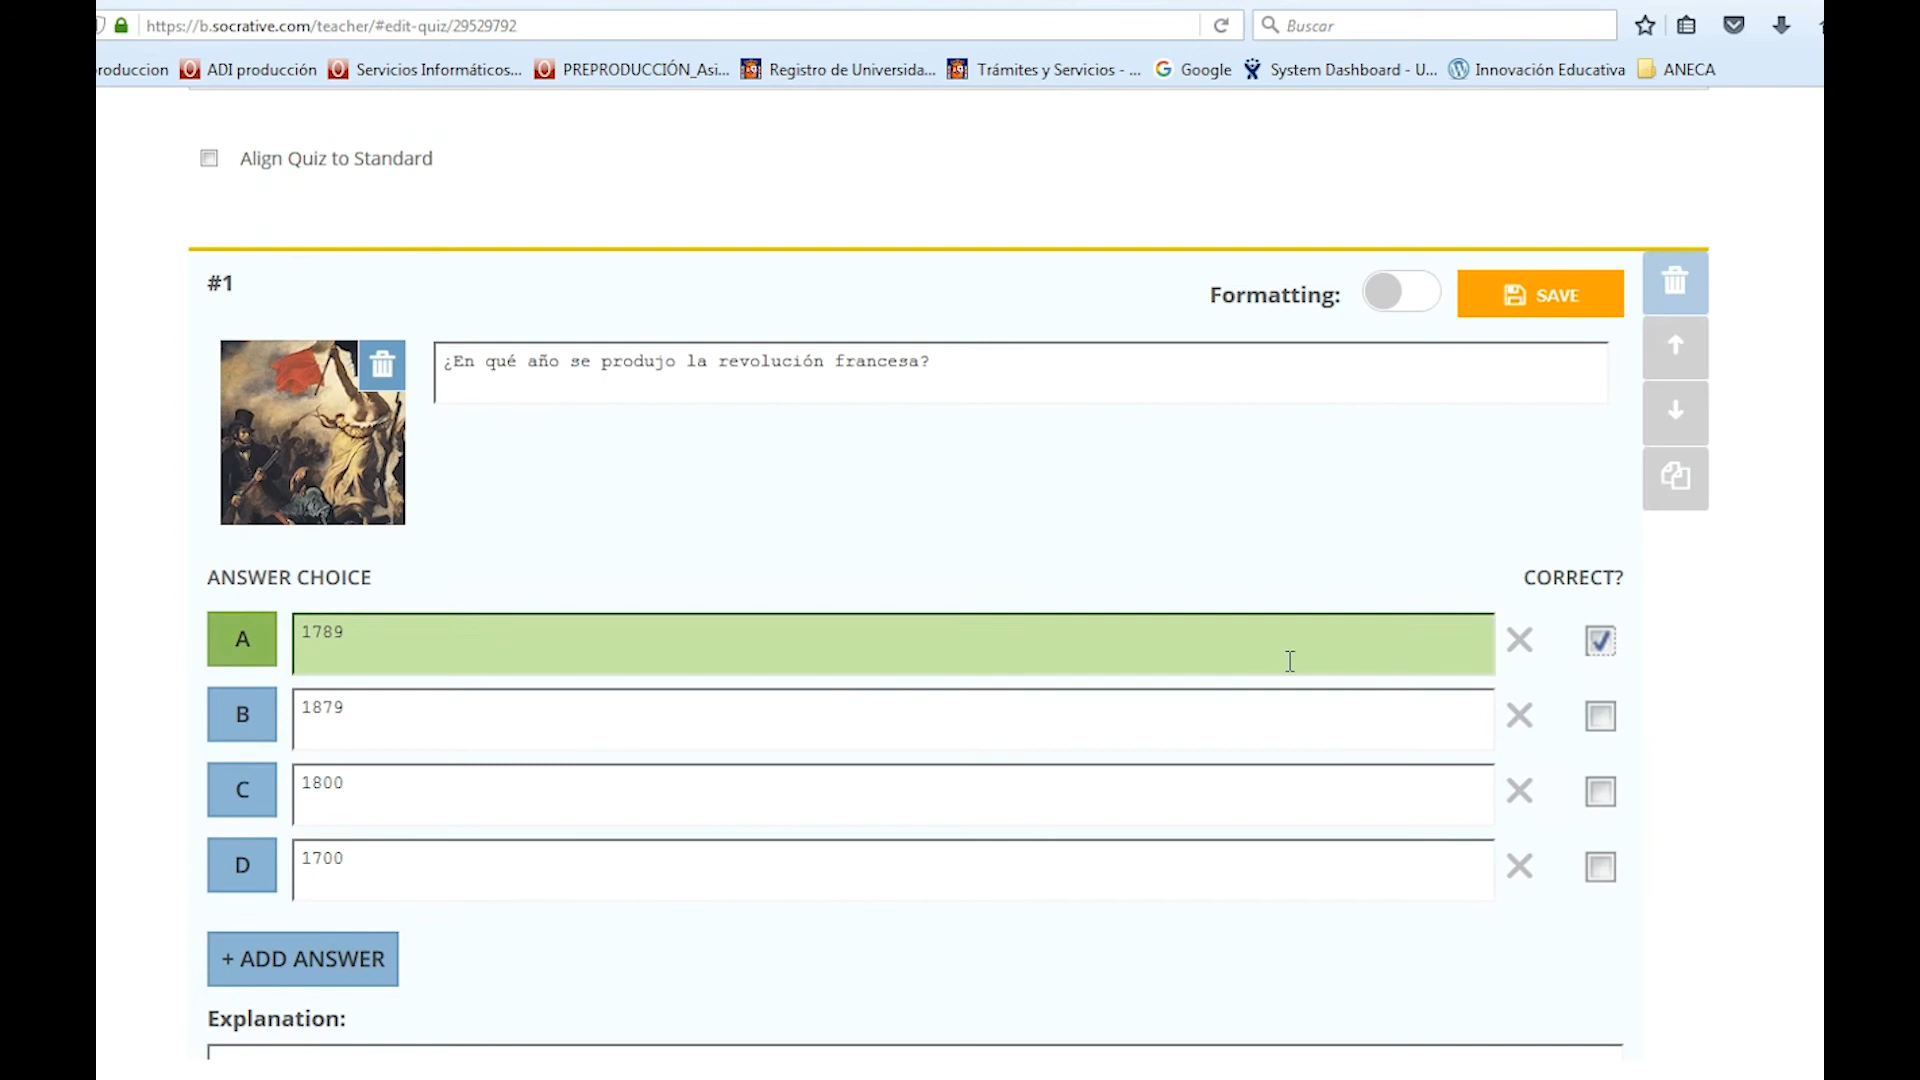 https://b.socrative.com/teacher/#edit-quiz/29529792
Buscar
roduccion ADI producción Servicios Informáticos... PREPRODUCCIÓN_Asi... Registro de Universida... Trámites y Servicios - ... Google System Dashboard - U... Innovación Educativa ANECA
Align Quiz to Standard
#1
Formatting:
SAVE
¿En qué año se produjo la revolución francesa?
ANSWER CHOICE CORRECT?
A 1789
B 1879
C 1800
D 1700
+ ADD ANSWER
Explanation: